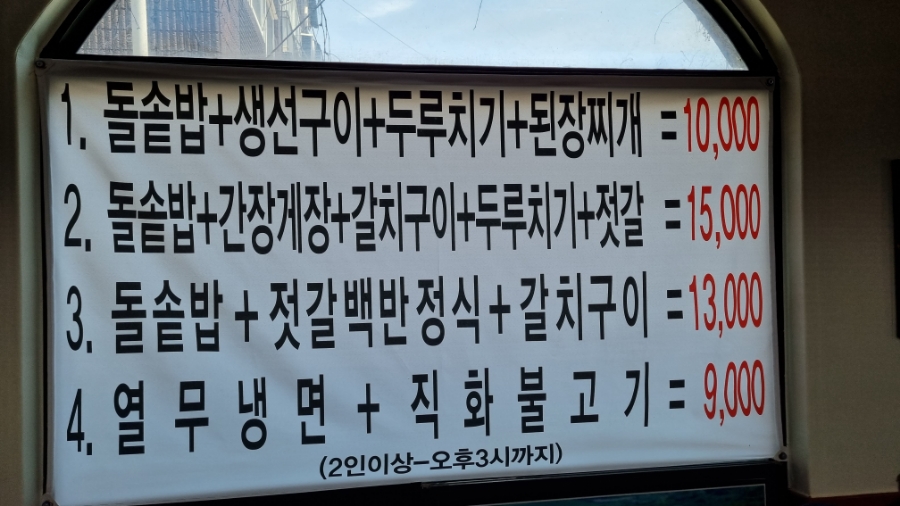 1. 돌솥밥+생선구이+두루치기+된장찌개 =10,000
2. 돌솥밥+간장게장+갈치구이+두루치기+젓갈 =15,000
3. 돌솥밥+젓갈백반정식+갈치구이 =13,000
4. 열무냉면+직화불고기= 9,000
(2인이상-오후3시까지)